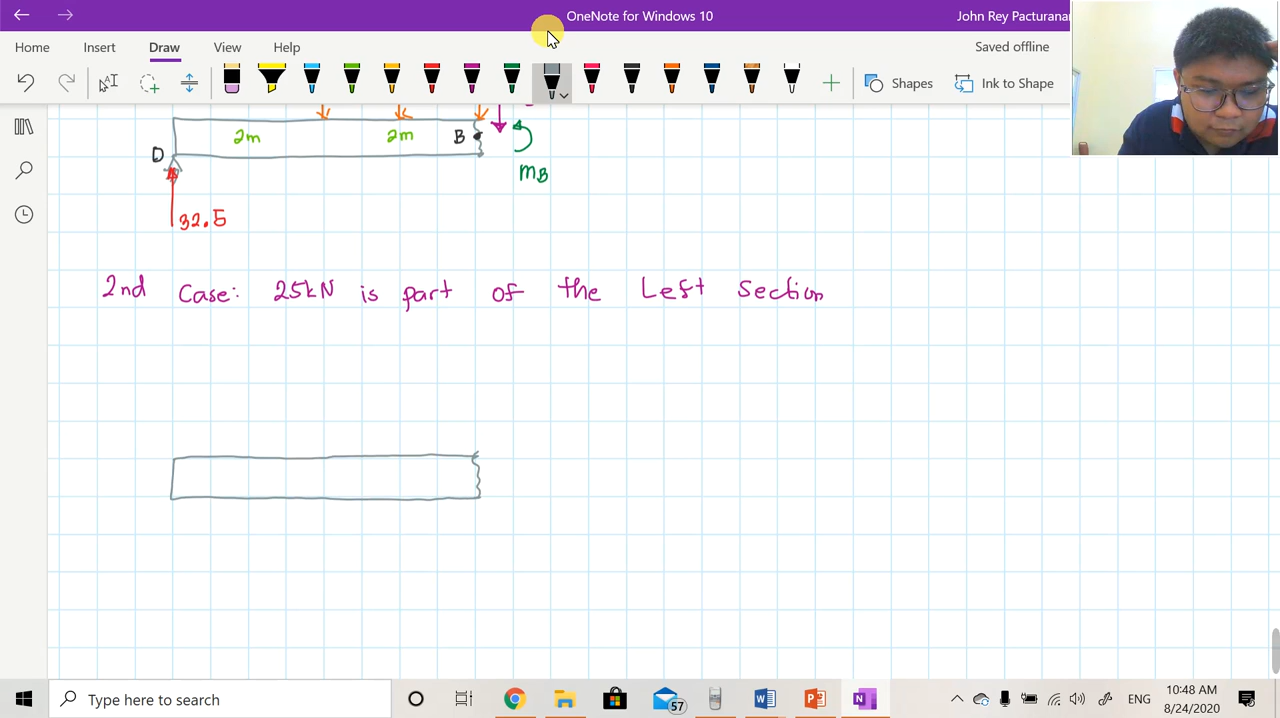 OneNote for Windows 10
John Rey Pacturanan
Home Insert Draw View Help
Saved offline
Shapes
Ink to Shape
2m 2m B
D
mB
32.5
2nd Case: 25kN is part of the Left Section
Type here to search
57
ENG
10:48 AM
8/24/2020